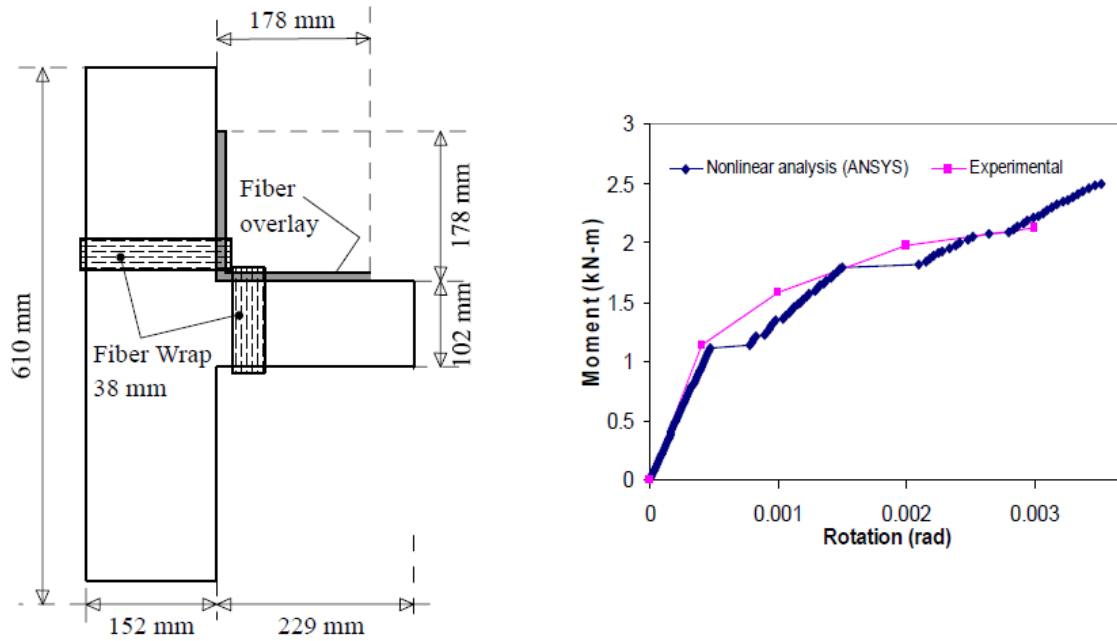 178 mm
Fiber
overlay
178 mm
610 mm
Fiber Wrap
38 mm
102 mm
152 mm
229 mm
3
2.5
2
1.5
1
0.5
0
Moment (kN-m)
Nonlinear analysis (ANSYS)
Experimental
0
0.001
0.002
0.003
Rotation (rad)